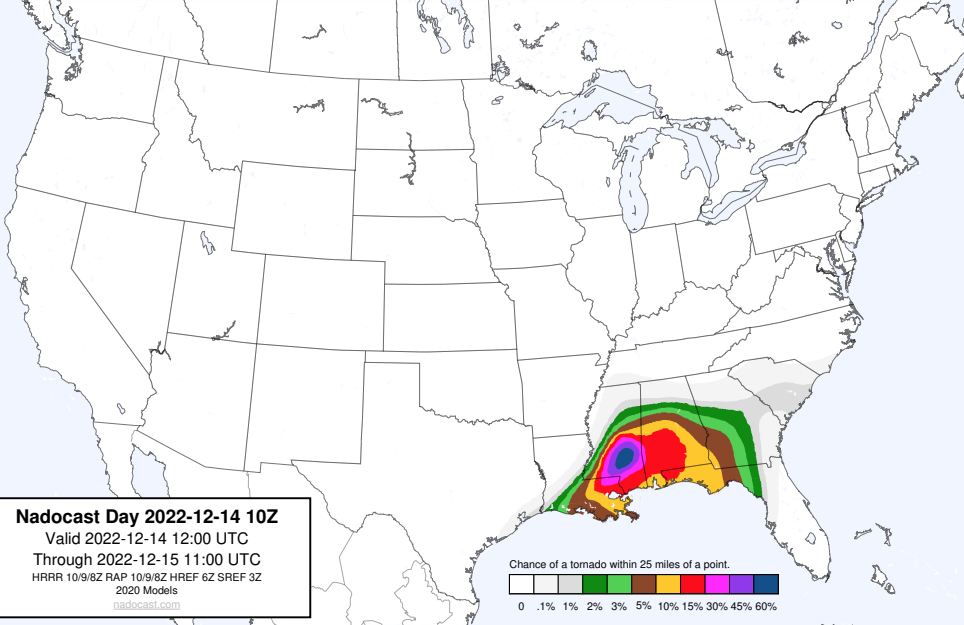 Nadocast Day 2022-12-14 10Z
Valid 2022-12-14 12:00 UTC
Through 2022-12-15 11:00 UTC
HRRR 10/9/8Z RAP 10/9/8Z HREF 6Z SREF 3Z
2020 Models
nadocast.com
Chance of a tornado within 25 miles of a point.
0 .1% 1% 2% 3% 5% 10% 15% 30% 45% 60%